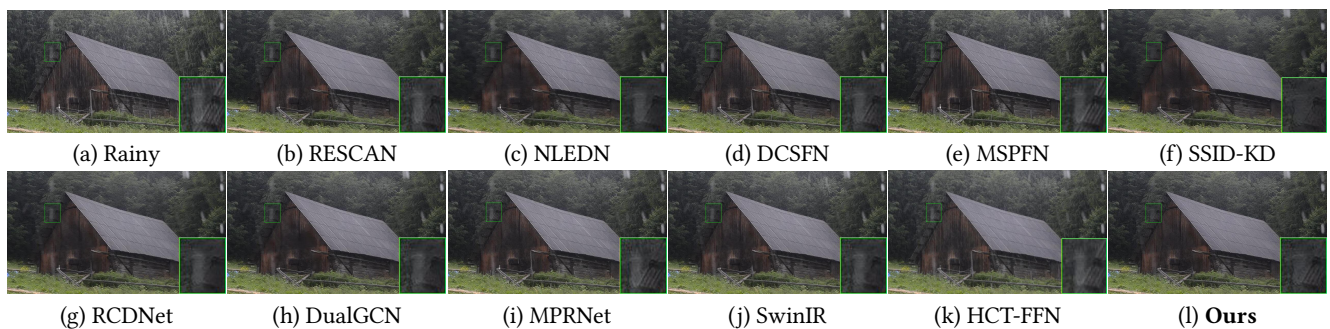 (a) Rainy (b) RESCAN (c) NLEDN (d) DCSFN (e) MSPFN (f) SSID-KD
(g) RCDNet (h) DualGCN (i) MPRNet (j) SwinIR (k) HCT-FFN (l) Ours